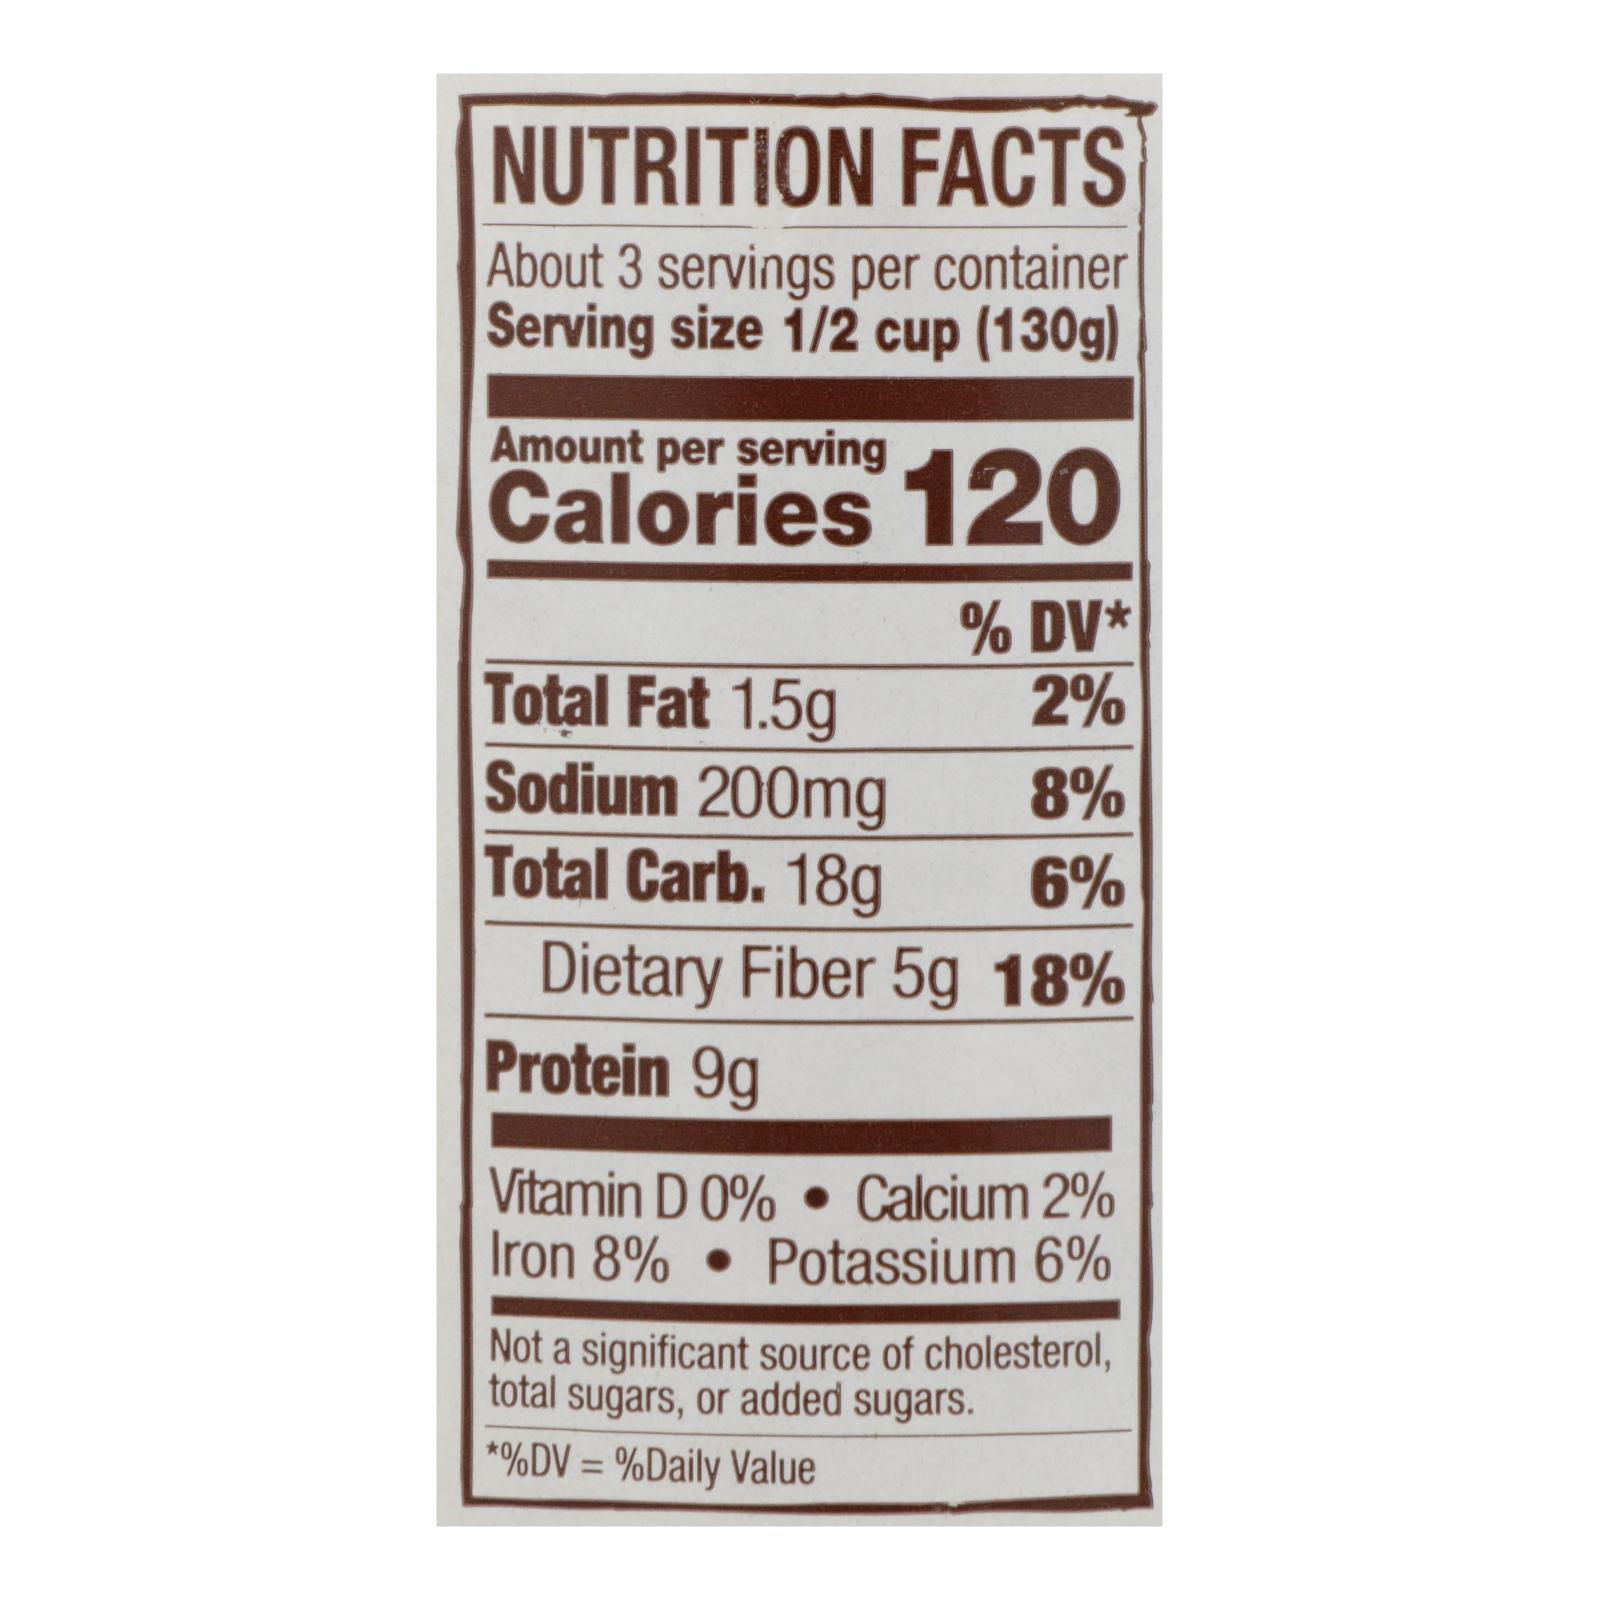 NUTRITION FACTS
About 3 servings per container
Serving size 1/2 cup (130g)
Amount per serving
Calories 120
% DV*
Total Fat 1.5g 2%
Sodium 200mg 8%
Total Carb. 18g 6%
Dietary Fiber 5g 18%
Protein 9g
Vitamin D 0% • Calcium 2%
Iron 8% • Potassium 6%
Not a significant source of cholesterol,
total sugars, or added sugars.
*%DV = %Daily Value